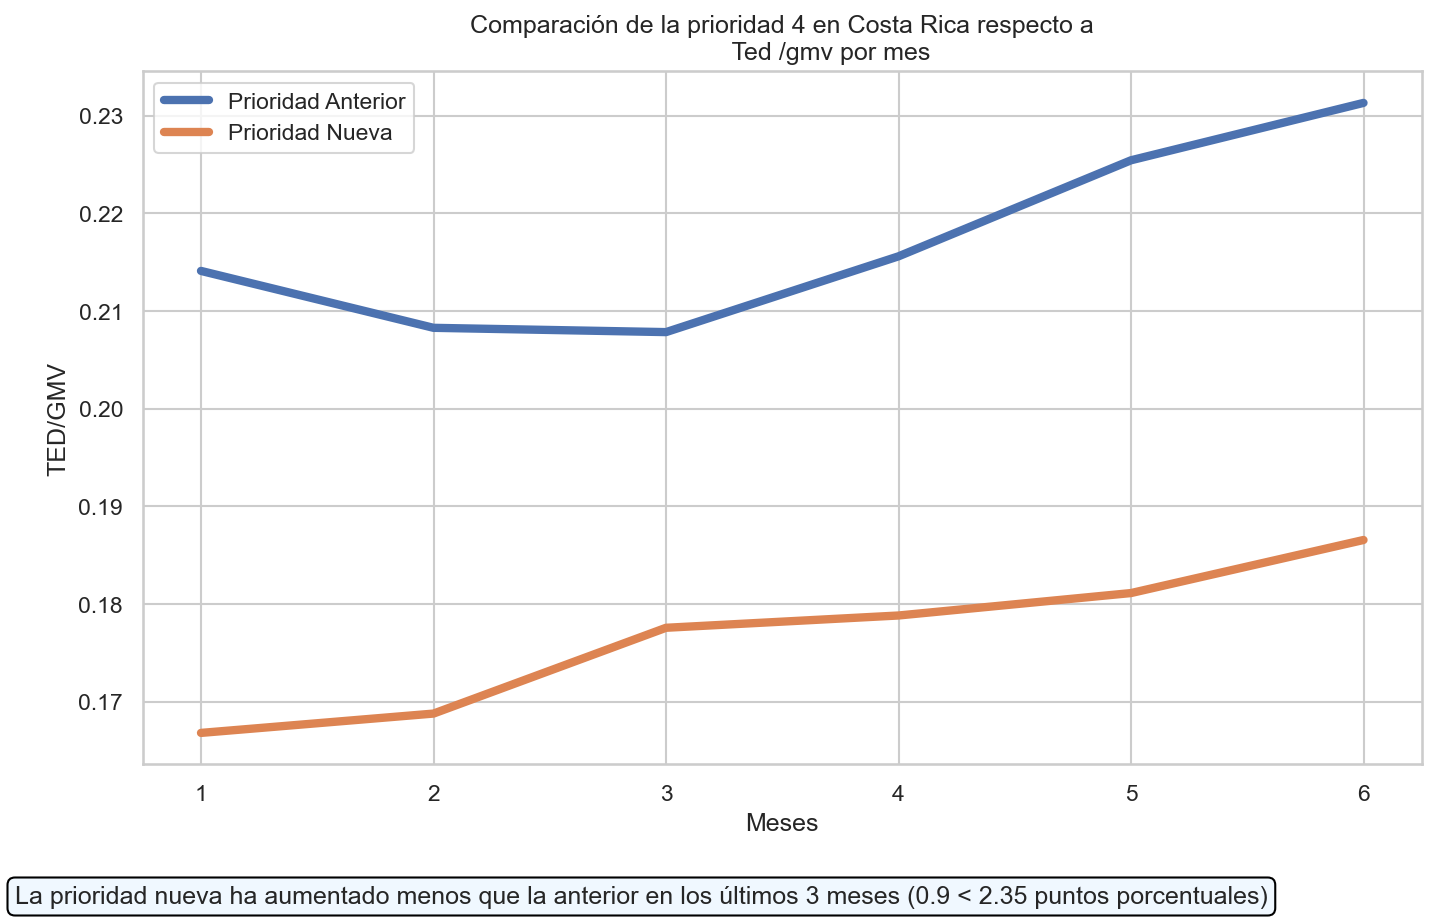 Comparación de la prioridad 4 en Costa Rica respecto a
Ted /gmv por mes
Prioridad Anterior
Prioridad Nueva
0.23
0.22
0.21
0.20
0.19
0.18
0.17
TED/GMV
1 2 3 4 5 6
Meses
La prioridad nueva ha aumentado menos que la anterior en los últimos 3 meses (0.9 < 2.35 puntos porcentuales)